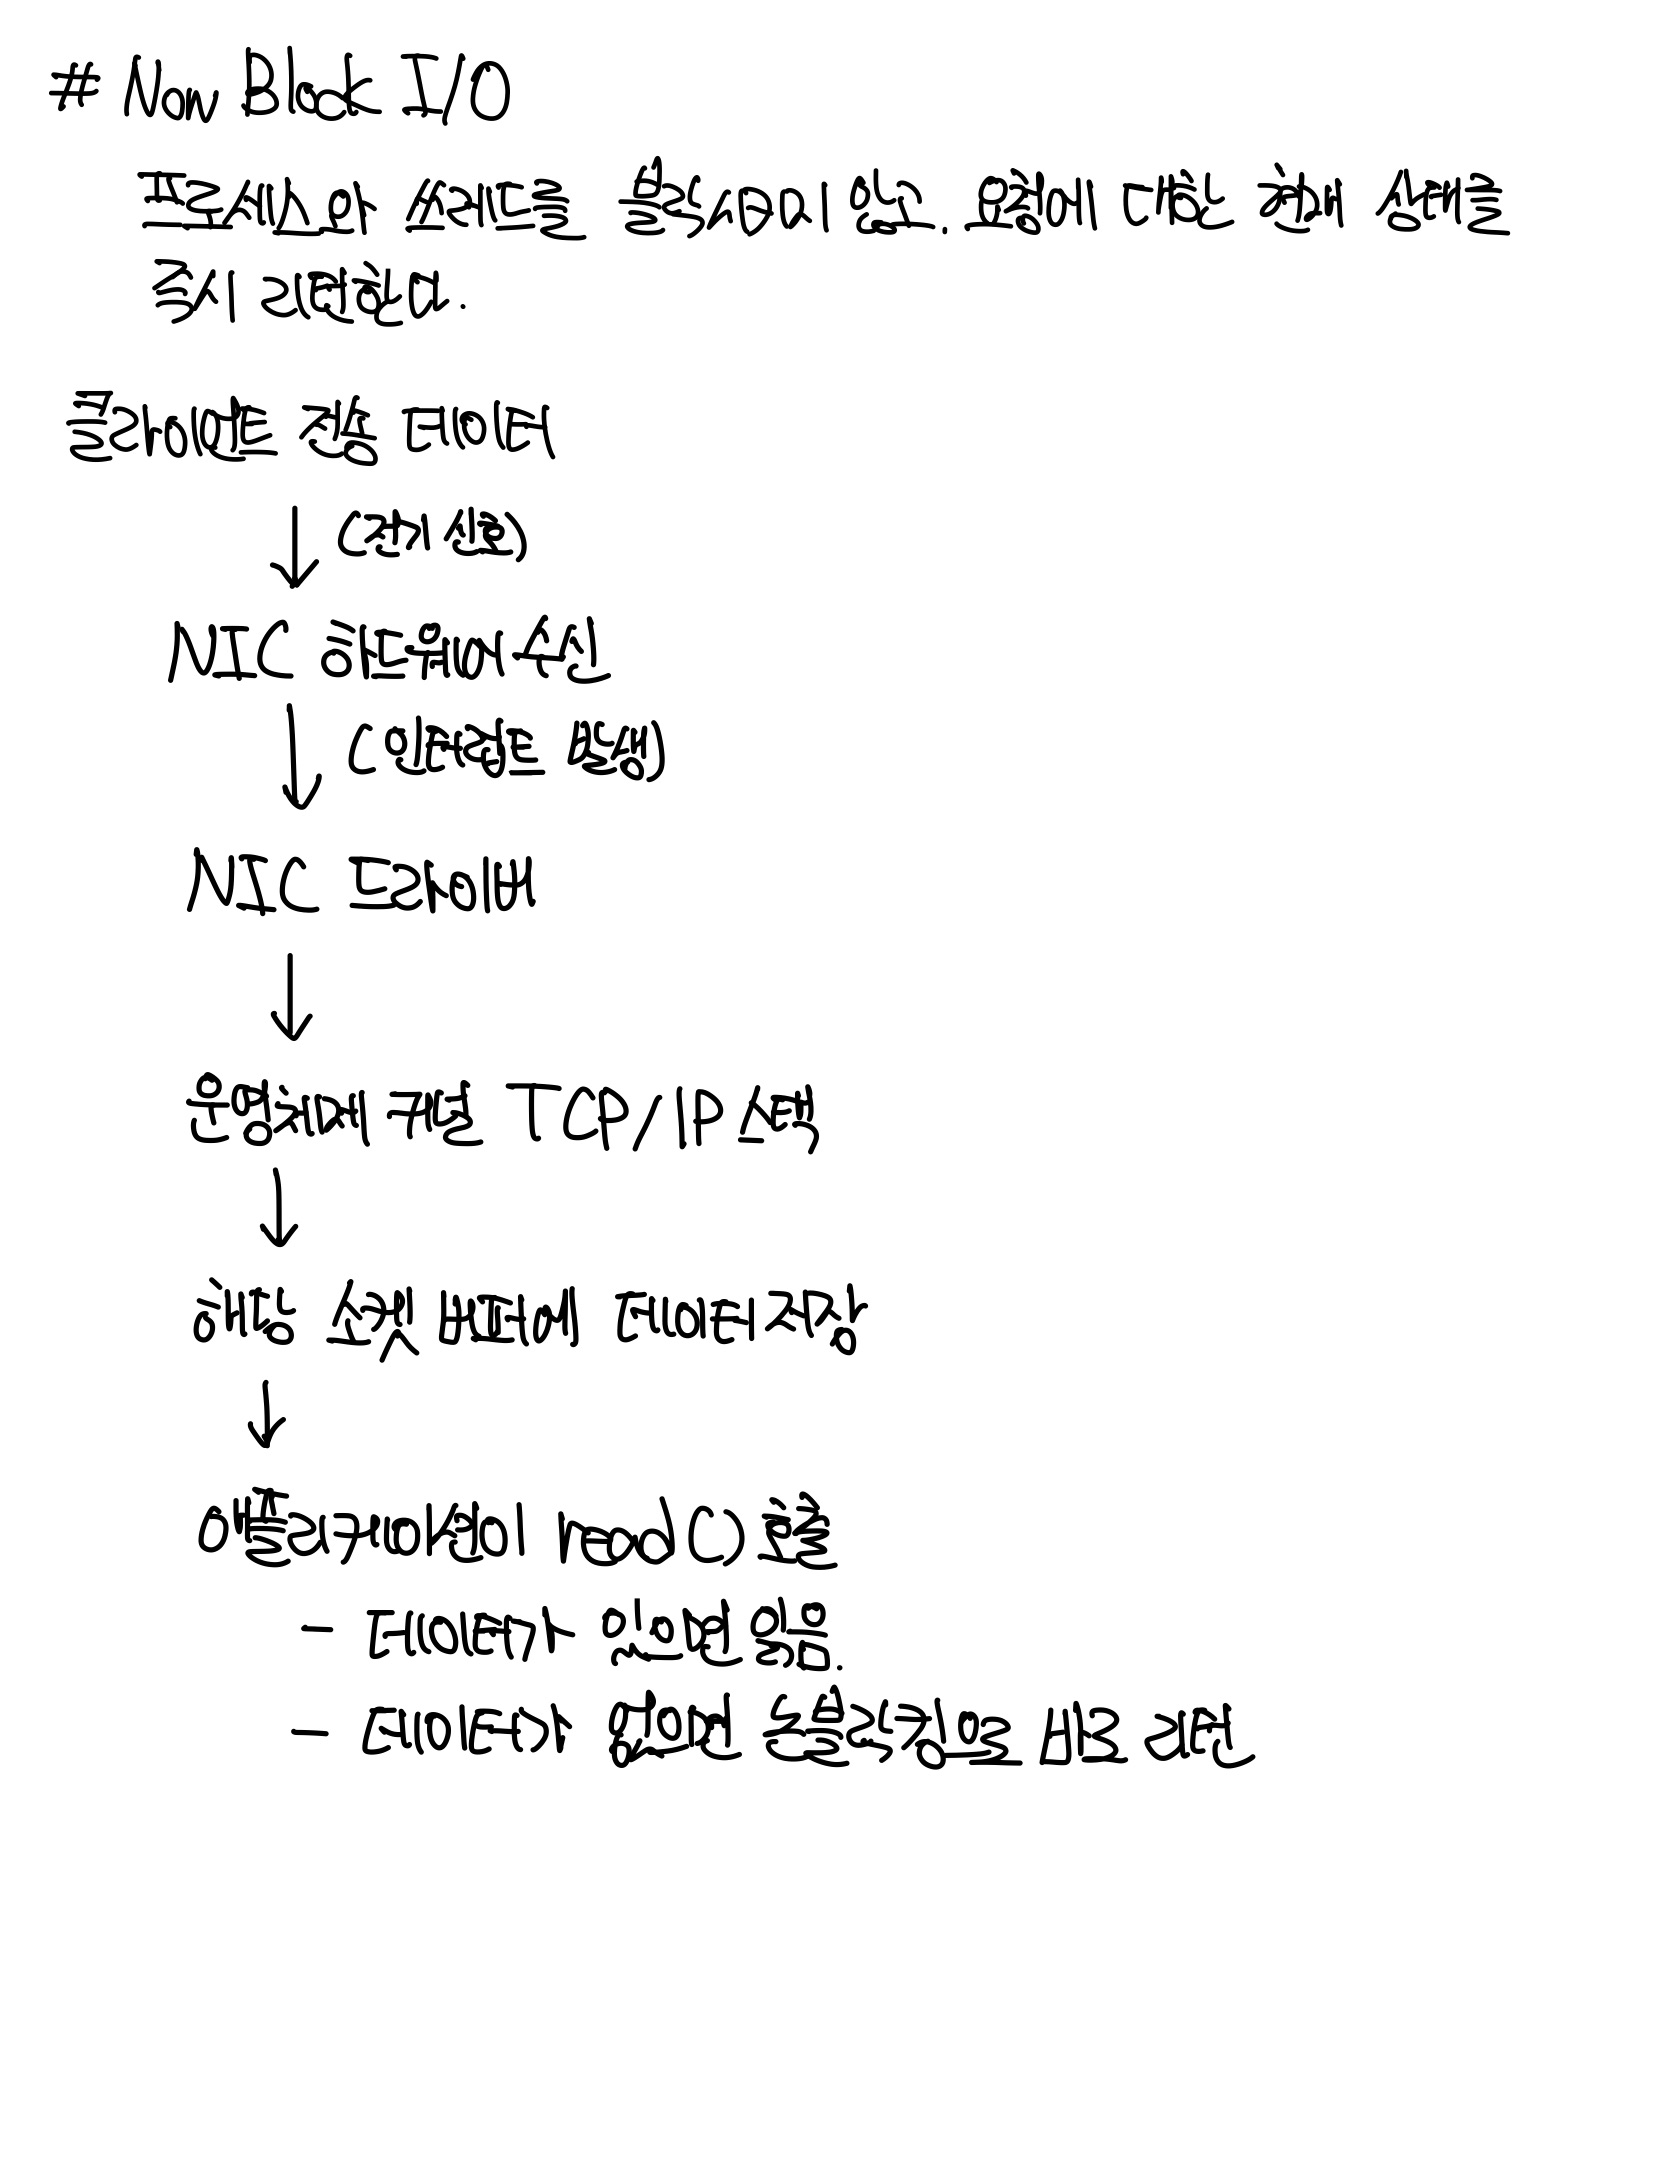 # Non Block I/O
프로세스와 쓰레드를 블럭시키지 않고. 요청에 대한 현재 상태를
즉시 리턴한다.
클라이언트 전송 데이터
↓ (전기 신호)
NIC 하드웨어 수신
↓ (인터럽트 발생)
NIC 드라이버
↓
운영체제 커널 TCP/IP 스택
↓
해당 소켓 버퍼에 데이터 저장
↓
애플리케이션이 read() 호출
- 데이터가 있으면 읽음.
- 데이터가 없으면 논블락킹으로 바로 리턴